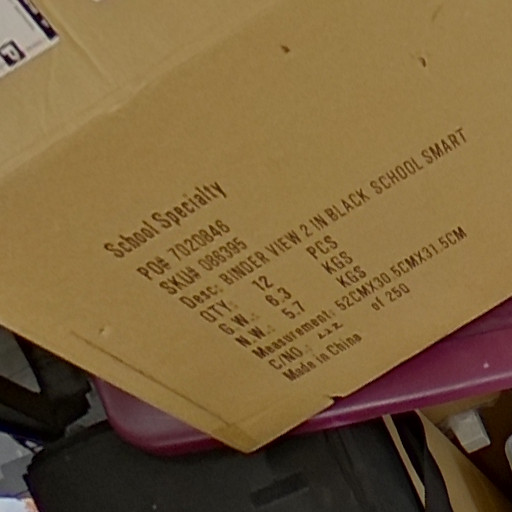 School Specialty
PO# 7020846
SKU# 086395
Desc: BINDER VIEW 2 IN BLACK SCHOOL SMART
QTY: 12 PCS
G.W.: 6.3 KGS
N.W.: 5.7 KGS
Measurement: 52CMX30.5CMX31.5CM
C/NO.: of 250
Made in China